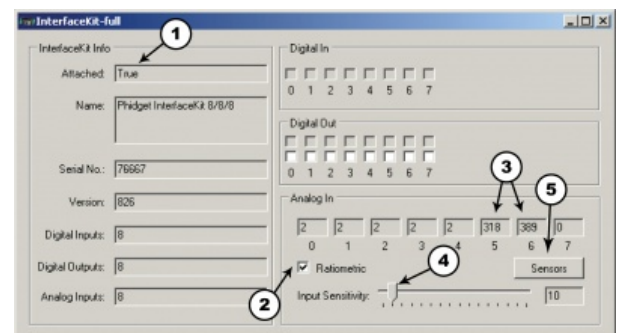 InterfaceKit-full
1
InterfaceKit Info
Attached: True
Name: Phidget InterfaceKit 8/8/8
Serial No.: 76667
Version: 826
Digital Inputs: 8
Digital Outputs: 8
Analog Inputs: 8
Digital In
0 1 2 3 4 5 6 7
Digital Out
0 1 2 3 4 5 6 7
3
5
Analog In
2 2 2 2 2 318 389 0
0 1 2 3 4 5 6 7
4
2
Ratiometric
Sensors
Input Sensitivity: 10